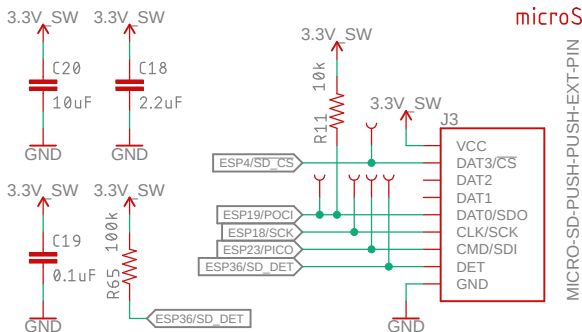 microS
3.3V_SW
C20
10uF
GND
3.3V_SW
C18
2.2uF
GND
3.3V_SW
C19
0.1uF
GND
3.3V_SW
100k
R65
ESP36/SD_DET
3.3V_SW
10k
R11
3.3V_SW
J3
ESP4/SD_CS
ESP19/POCI
ESP18/SCK
ESP23/PICO
ESP36/SD_DET
VCC
DAT3/CS
DAT2
DAT1
DAT0/SDO
CLK/SCK
CMD/SDI
DET
GND
GND
MICRO-SD-PUSH-PUSH-EXT-PIN